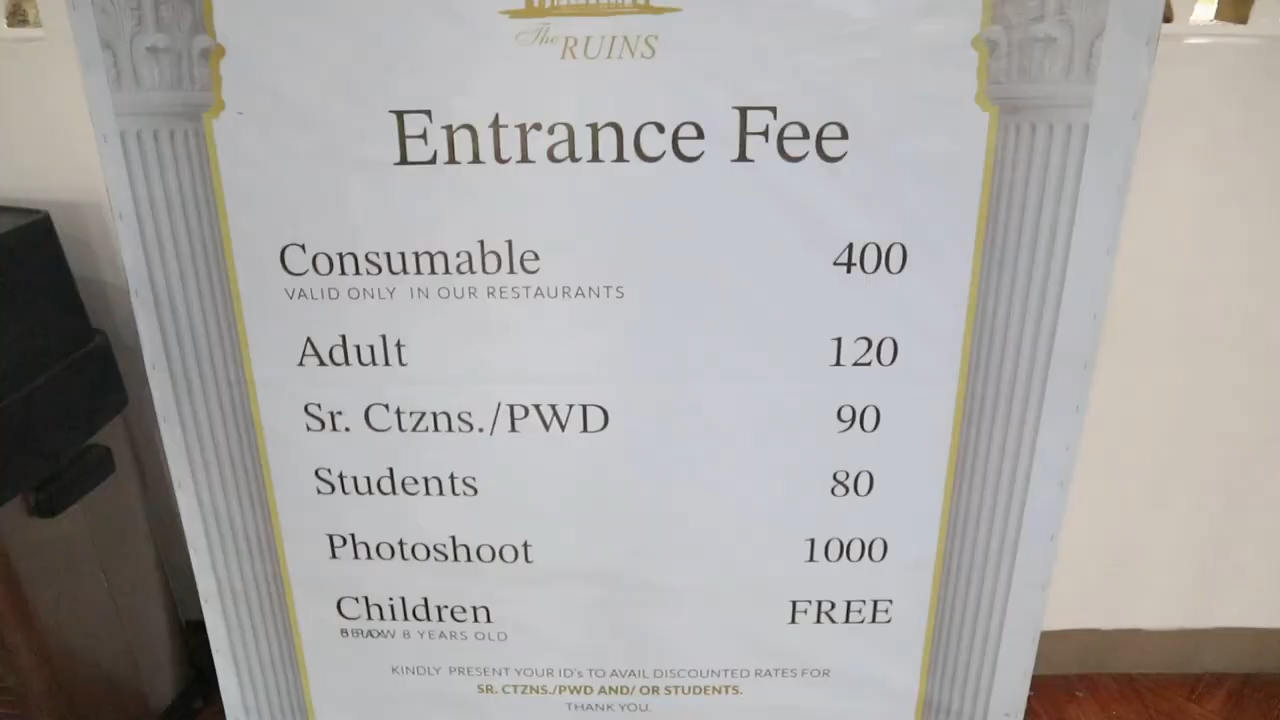 The RUINS
Entrance Fee
Consumable 400
VALID ONLY IN OUR RESTAURANTS
Adult 120
Sr. Ctzns./PWD 90
Students 80
Photoshoot 1000
Children FREE
8 YEARS OLD
KINDLY PRESENT YOUR ID's TO AVAIL DISCOUNTED RATES FOR
SR. CTZNS./PWD AND/ OR STUDENTS.
THANK YOU.